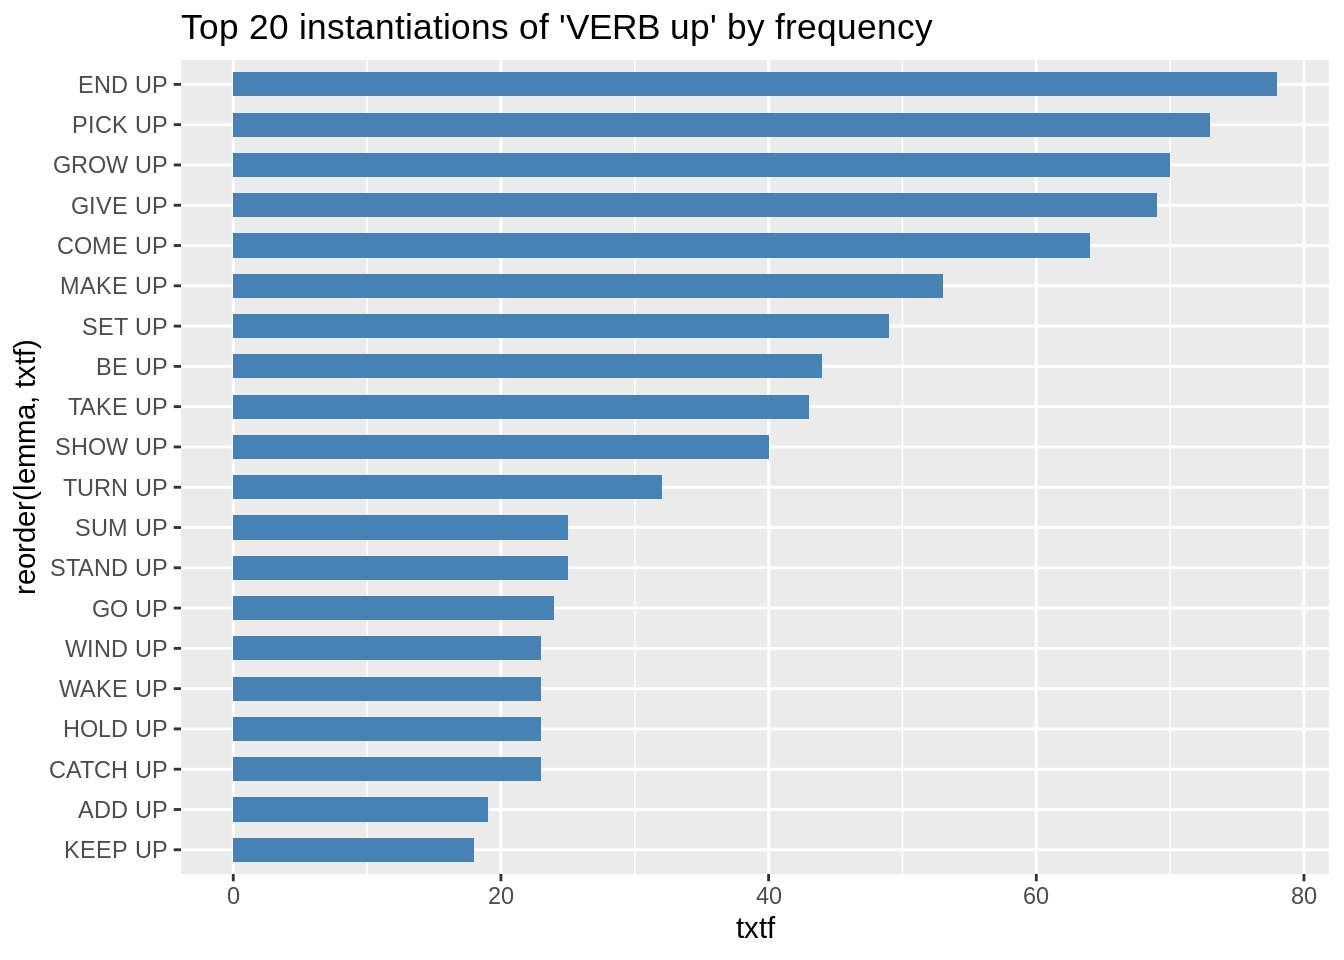 Top 20 instantiations of 'VERB up' by frequency
END UP
PICK UP
GROW UP
GIVE UP
COME UP
MAKE UP
SET UP
BE UP
TAKE UP
SHOW UP
TURN UP
SUM UP
STAND UP
GO UP
WIND UP
WAKE UP
HOLD UP
CATCH UP
ADD UP
KEEP UP
reorder(lemma, txtf)
0 20 40 60 80
txtf